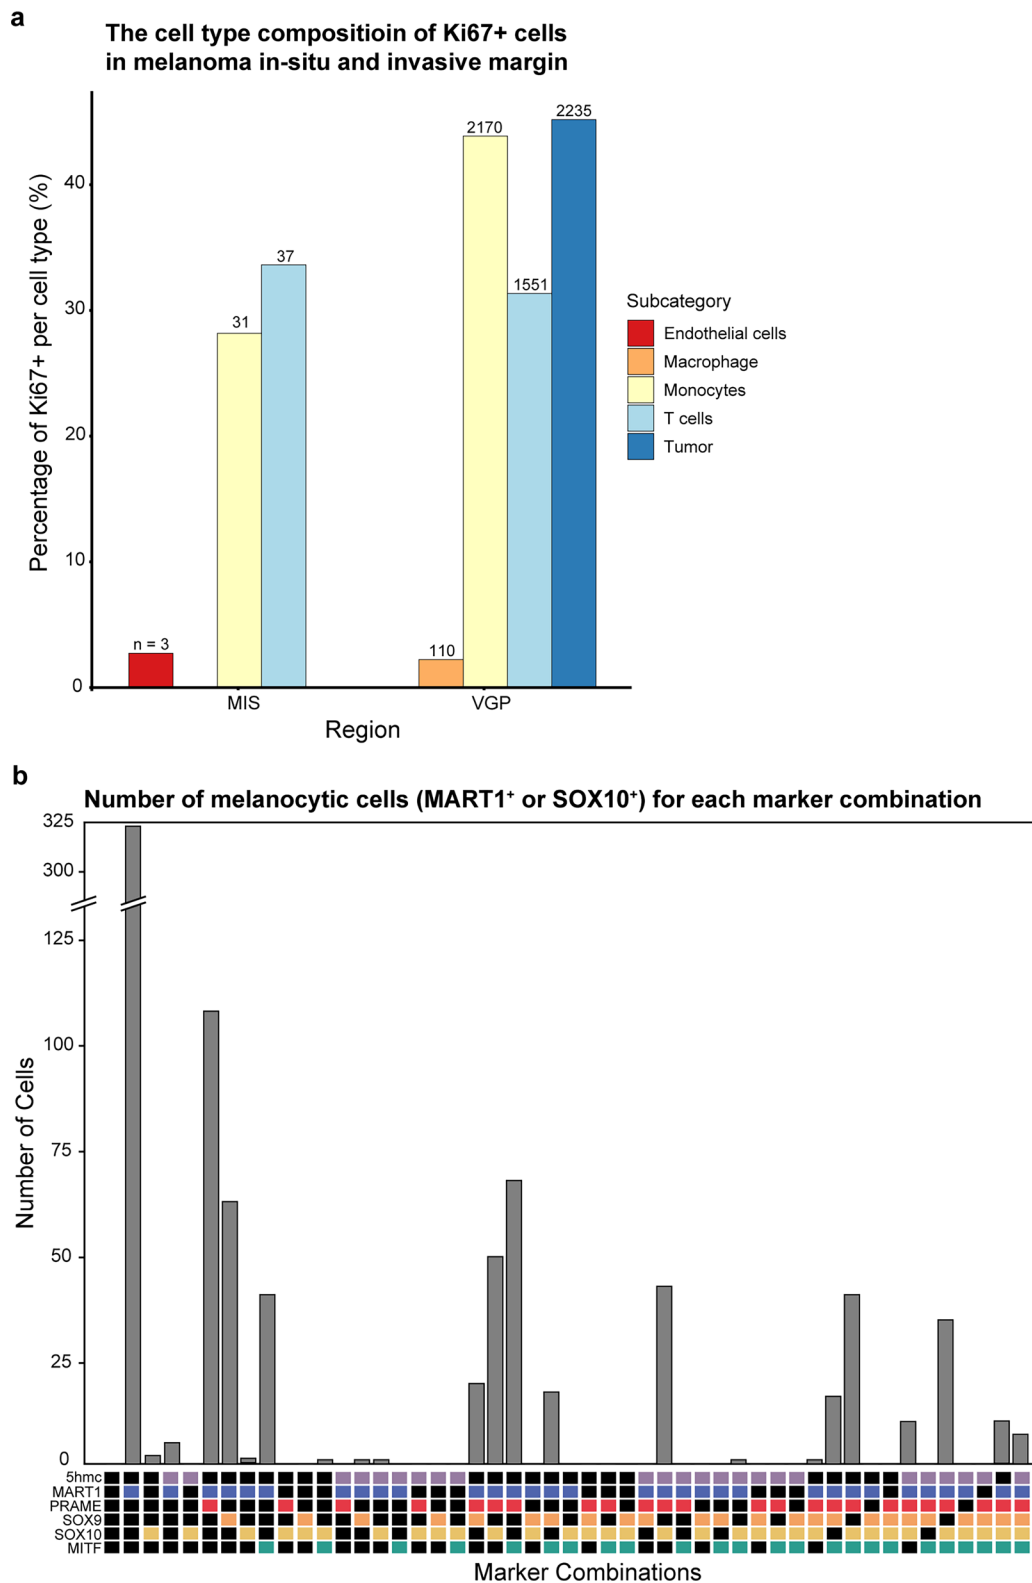 a
The cell type compositioin of Ki67+ cells
in melanoma in-situ and invasive margin
Percentage of Ki67+ per cell type (%)
40
30
20
10
0
n = 3
31
37
110
2170
1551
2235
MIS
VGP
Region
Subcategory
Endothelial cells
Macrophage
Monocytes
T cells
Tumor
b
Number of melanocytic cells (MART1⁺ or SOX10⁺) for each marker combination
Number of Cells
325
300
125
100
75
50
25
0
5hmc
MART1
PRAME
SOX9
SOX10
MITF
Marker Combinations